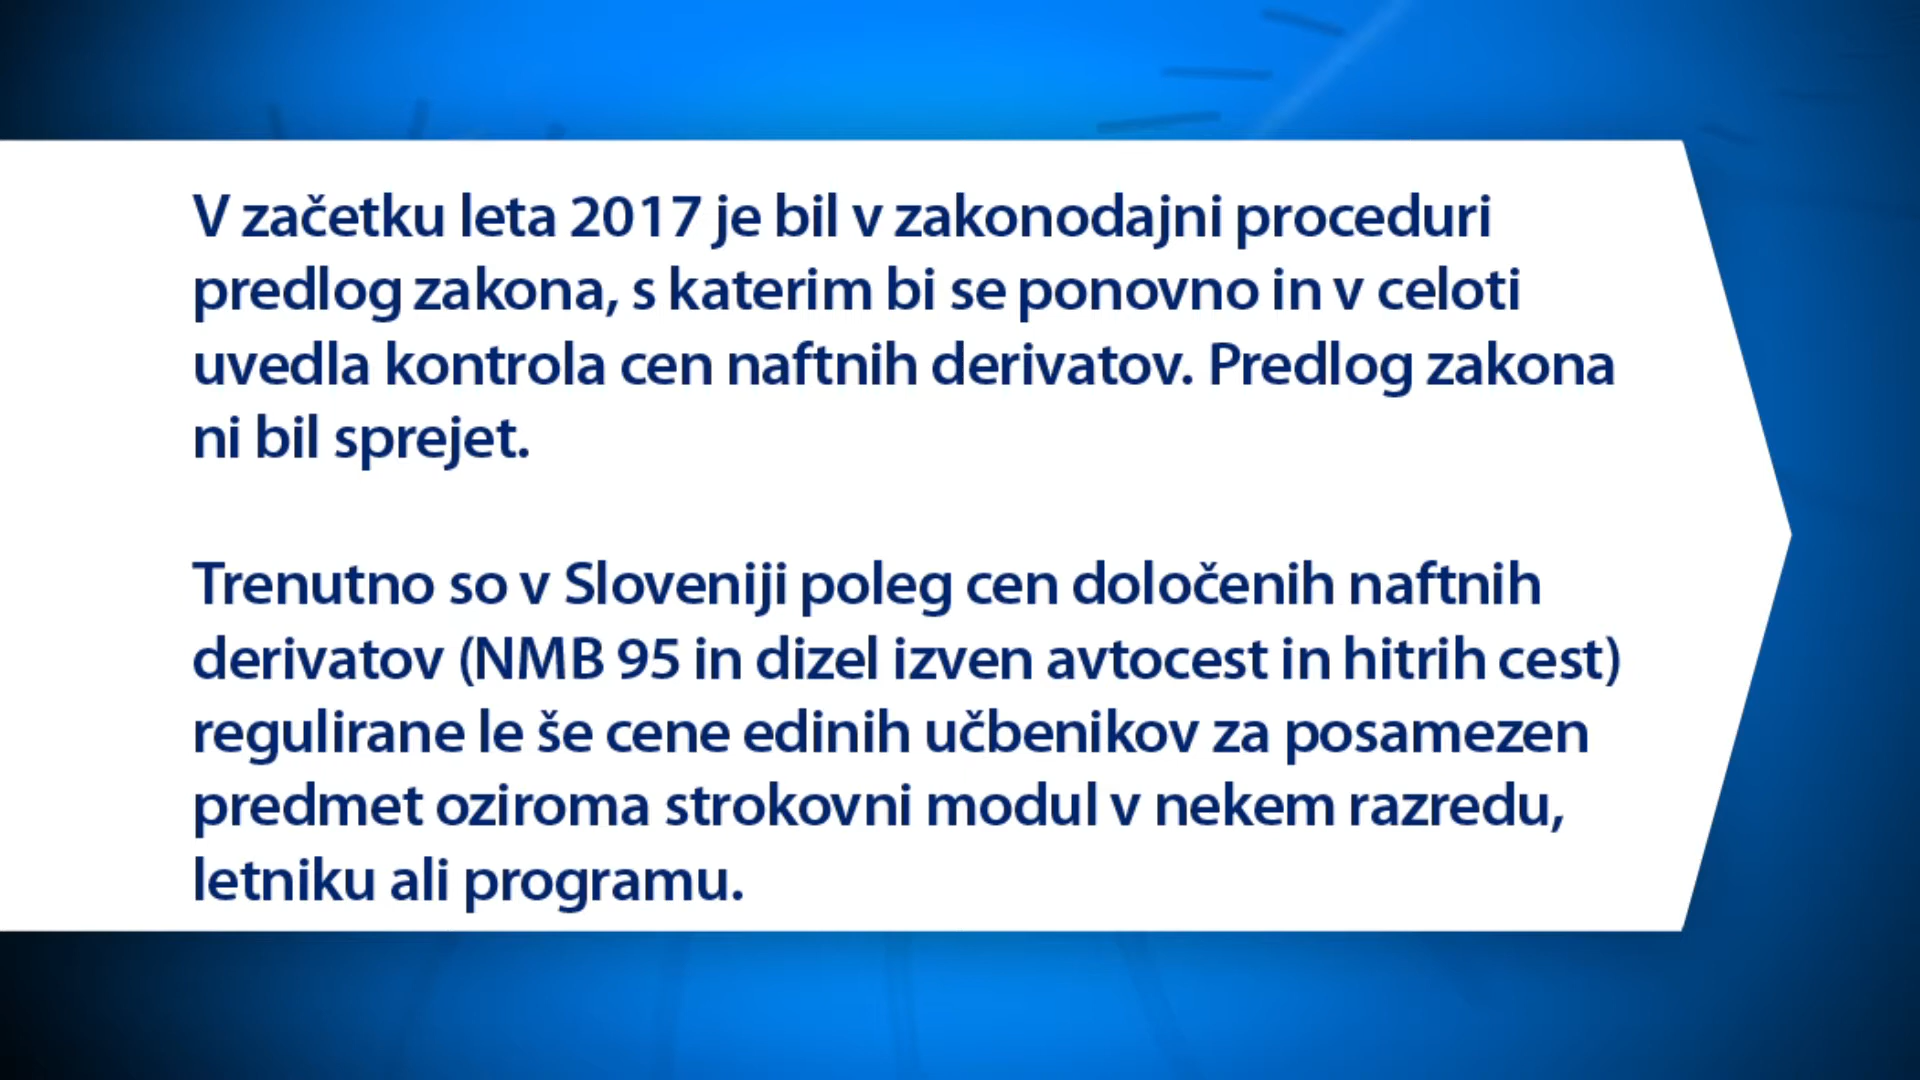 V začetku leta 2017 je bil v zakonodajni proceduri
predlog zakona, s katerim bi se ponovno in v celoti
uvedla kontrola cen naftnih derivatov. Predlog zakona
ni bil sprejet.
Trenutno so v Sloveniji poleg cen določenih naftnih
derivatov (NMB 95 in dizel izven avtocest in hitrih cest)
regulirane le še cene edinih učbenikov za posamezen
predmet oziroma strokovni modul v nekem razredu,
letniku ali programu.